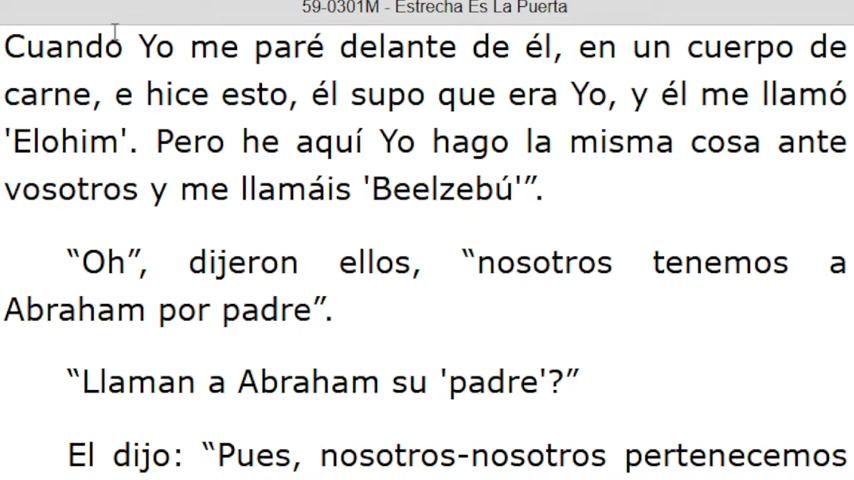 59-0301M - Estrecha Es La Puerta
Cuando Yo me paré delante de él, en un cuerpo de
carne, e hice esto, él supo que era Yo, y él me llamó
'Elohim'. Pero he aquí Yo hago la misma cosa ante
vosotros y me llamáis 'Beelzebú'”.
“Oh”, dijeron ellos, “nosotros tenemos a
Abraham por padre”.
“Llaman a Abraham su 'padre'?”
El dijo: “Pues, nosotros-nosotros pertenecemos